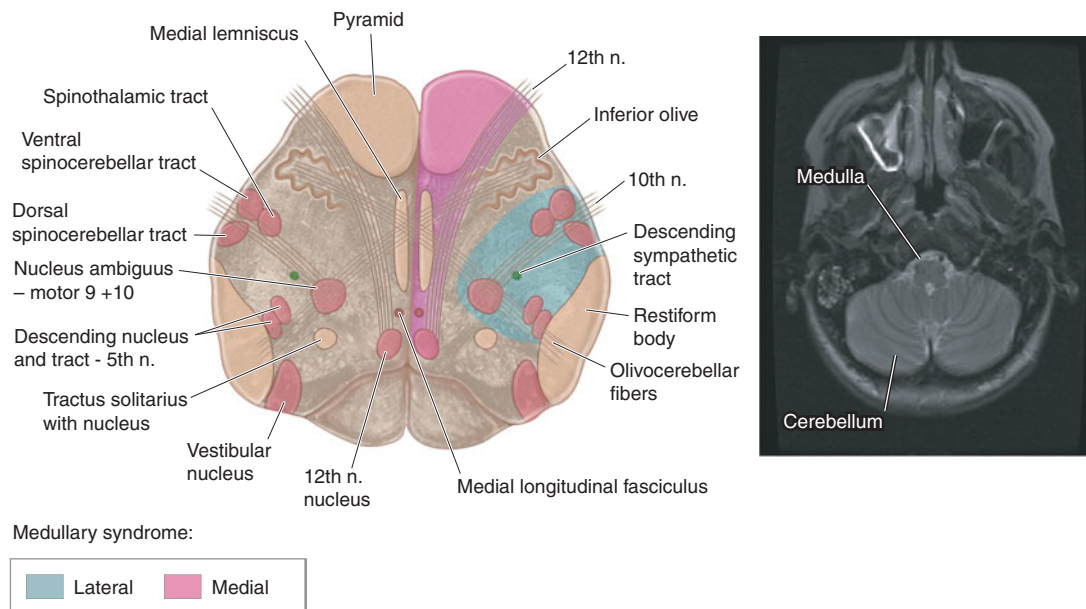 Pyramid
Medial lemniscus
12th n.
Spinothalamic tract
Inferior olive
Ventral
spinocerebellar tract
10th n.
Medulla
Dorsal
spinocerebellar tract
Descending
sympathetic
tract
Nucleus ambiguus
– motor 9 +10
Restiform
body
Descending nucleus
and tract - 5th n.
Olivocerebellar
fibers
Tractus solitarius
with nucleus
Cerebellum
Vestibular
nucleus
12th n.
nucleus
Medial longitudinal fasciculus
Medullary syndrome:
Lateral
Medial